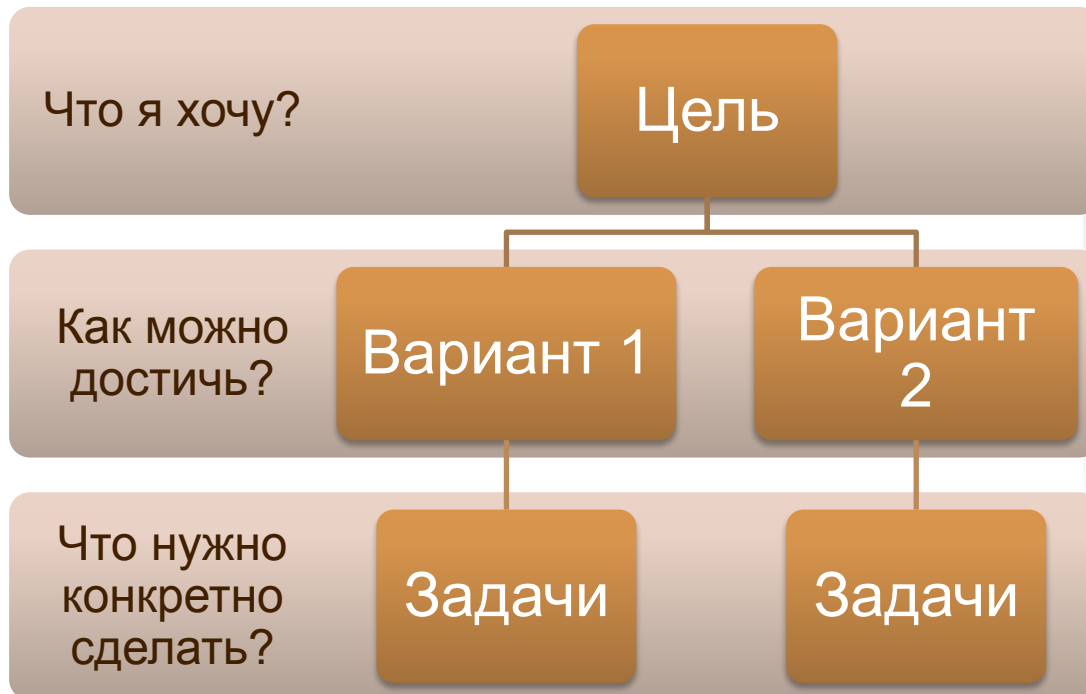 Что я хочу?
Цель
Как можно
достичь?
Вариант 1
Вариант
2
Что нужно
конкретно
сделать?
Задачи
Задачи